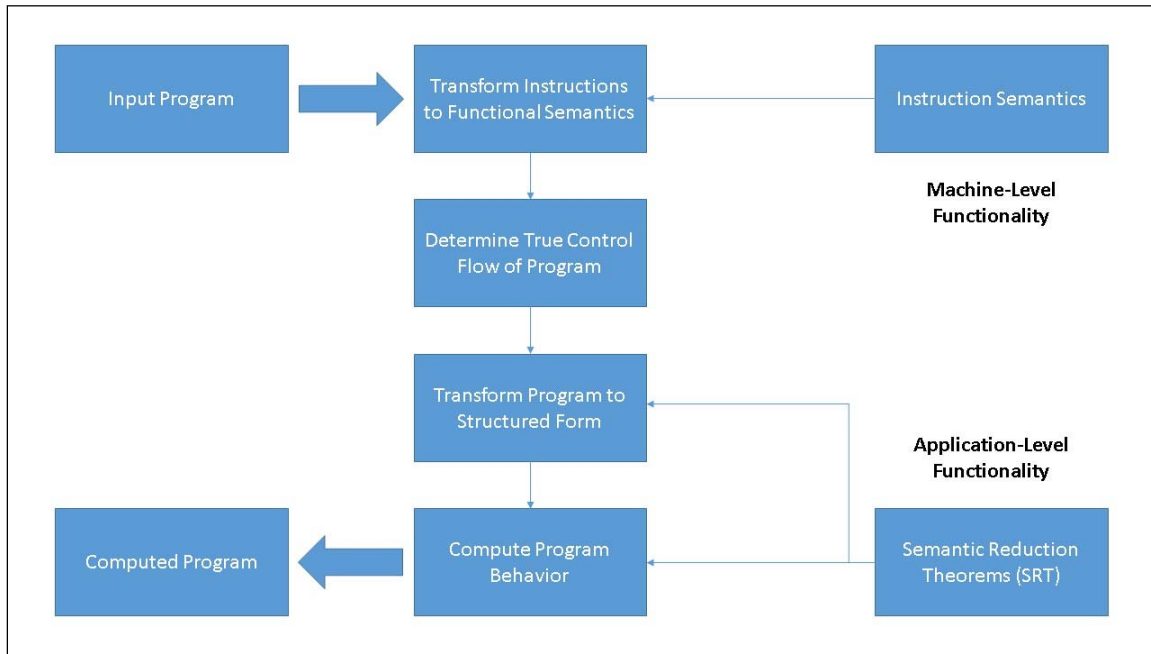 Input Program
Transform Instructions
to Functional Semantics
Instruction Semantics
Machine-Level
Functionality
Determine True Control
Flow of Program
Transform Program to
Structured Form
Application-Level
Functionality
Computed Program
Compute Program
Behavior
Semantic Reduction
Theorems (SRT)